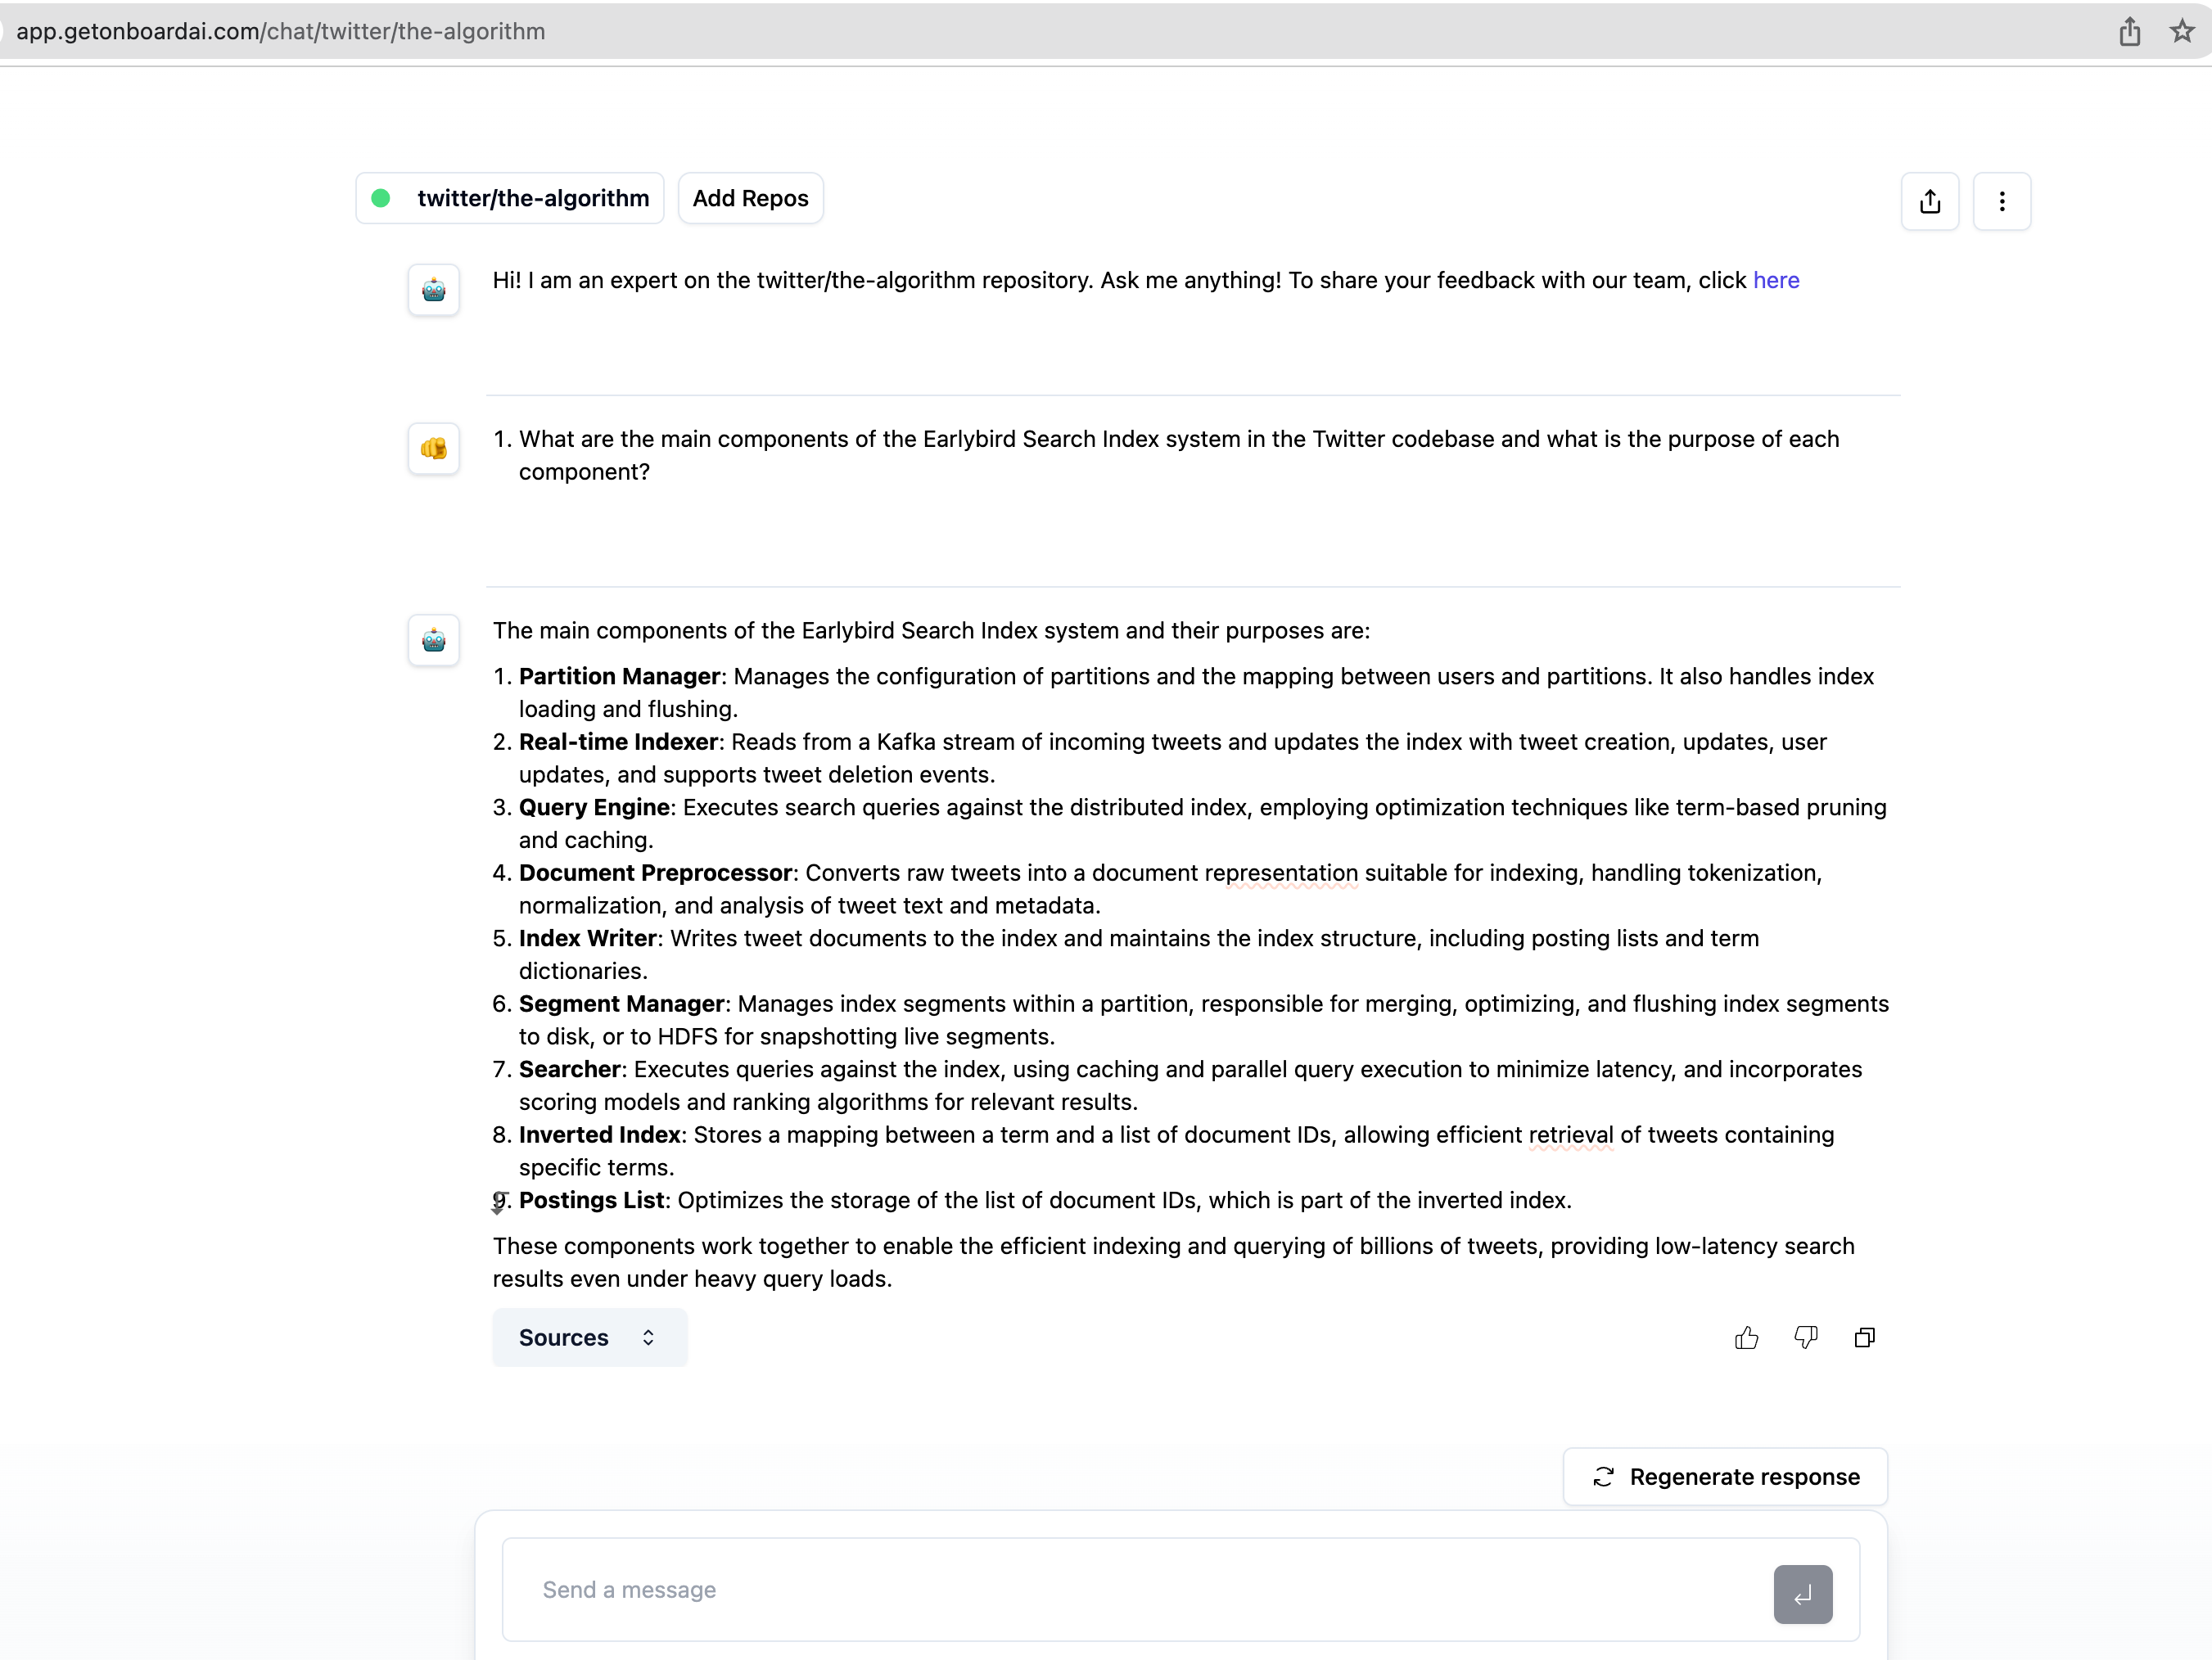 app.getonboardai.com/chat/twitter/the-algorithm
twitter/the-algorithm
Add Repos
Hi! I am an expert on the twitter/the-algorithm repository. Ask me anything! To share your feedback with our team, click here
1. What are the main components of the Earlybird Search Index system in the Twitter codebase and what is the purpose of each
component?
The main components of the Earlybird Search Index system and their purposes are:
1. Partition Manager: Manages the configuration of partitions and the mapping between users and partitions. It also handles index
loading and flushing.
2. Real-time Indexer: Reads from a Kafka stream of incoming tweets and updates the index with tweet creation, updates, user
updates, and supports tweet deletion events.
3. Query Engine: Executes search queries against the distributed index, employing optimization techniques like term-based pruning
and caching.
4. Document Preprocessor: Converts raw tweets into a document representation suitable for indexing, handling tokenization,
normalization, and analysis of tweet text and metadata.
5. Index Writer: Writes tweet documents to the index and maintains the index structure, including posting lists and term
dictionaries.
6. Segment Manager: Manages index segments within a partition, responsible for merging, optimizing, and flushing index segments
to disk, or to HDFS for snapshotting live segments.
7. Searcher: Executes queries against the index, using caching and parallel query execution to minimize latency, and incorporates
scoring models and ranking algorithms for relevant results.
8. Inverted Index: Stores a mapping between a term and a list of document IDs, allowing efficient retrieval of tweets containing
specific terms.
9. Postings List: Optimizes the storage of the list of document IDs, which is part of the inverted index.
These components work together to enable the efficient indexing and querying of billions of tweets, providing low-latency search
results even under heavy query loads.
Sources
Regenerate response
Send a message